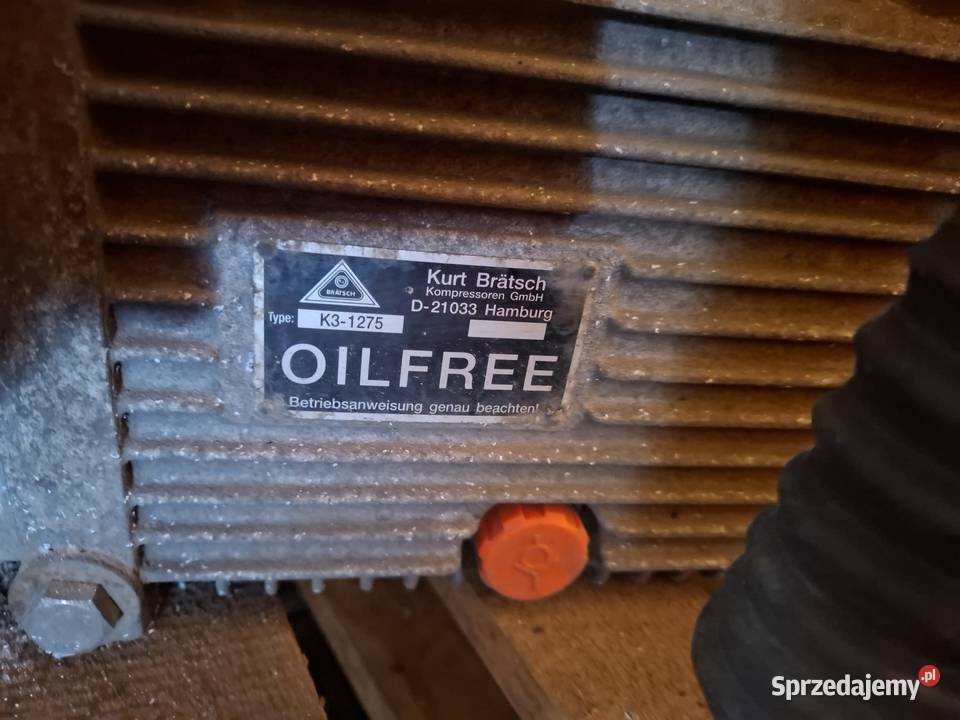 BRÄTSCH
Kurt Brätsch
Kompressoren GmbH
D-21033 Hamburg
Type: K3-1275
OILFREE
Betriebsanweisung genau beachten!
Sprzedajemy.pl